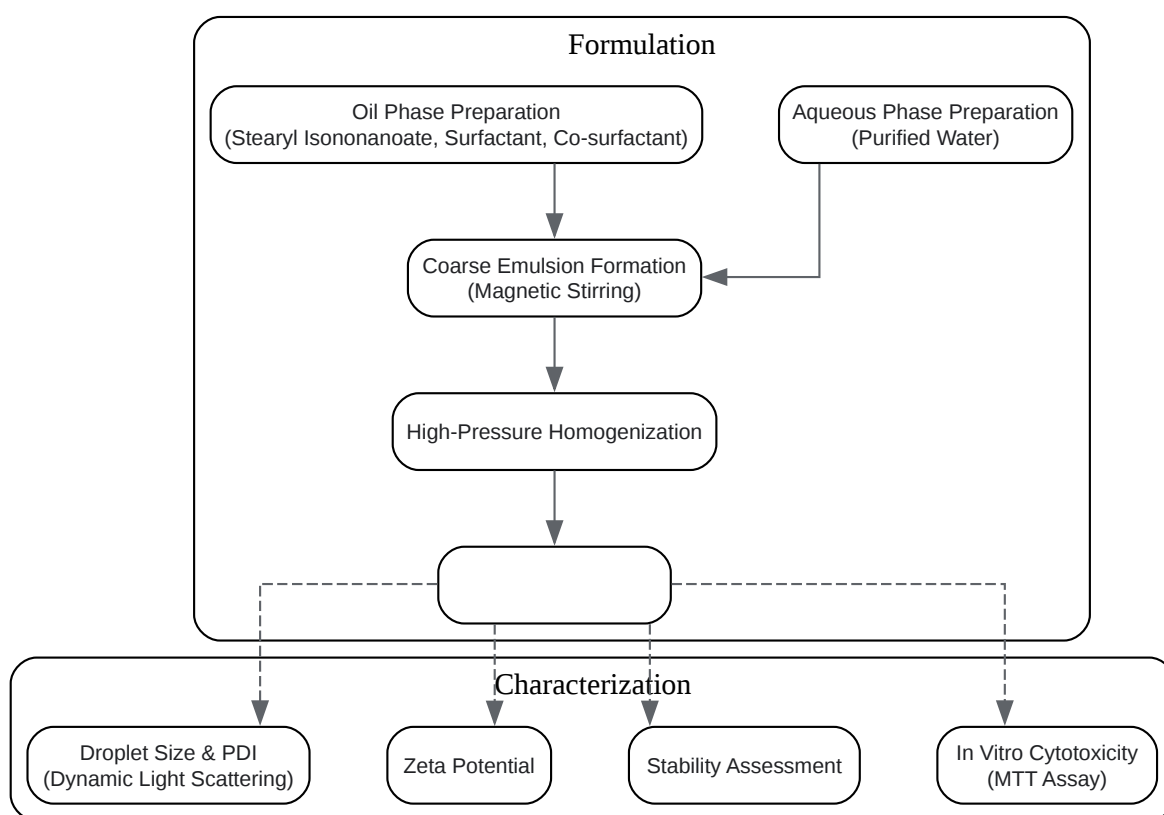 Formulation
Oil Phase Preparation
(Stearyl Isononanoate, Surfactant, Co-surfactant)
Aqueous Phase Preparation
(Purified Water)
Coarse Emulsion Formation
(Magnetic Stirring)
High-Pressure Homogenization
Characterization
Droplet Size & PDI
(Dynamic Light Scattering)
Zeta Potential
Stability Assessment
In Vitro Cytotoxicity
(MTT Assay)